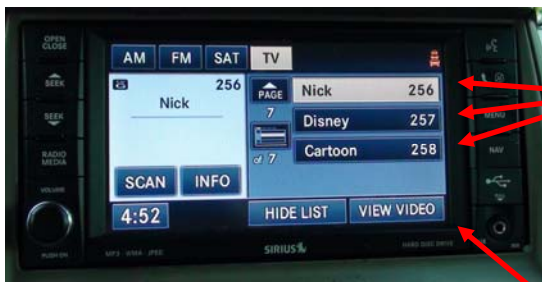 OPEN
CLOSE
SEEK
SEEK
RADIO
MEDIA
VOLUME
PUSH ON
AM FM SAT TV
256
Nick
SCAN INFO
4:52
PAGE
7
of 7
Nick 256
Disney 257
Cartoon 258
HIDE LIST VIEW VIDEO
MENU
NAV
MP3 WMA JPEG
SIRIUS
HARD DISC DRIVE